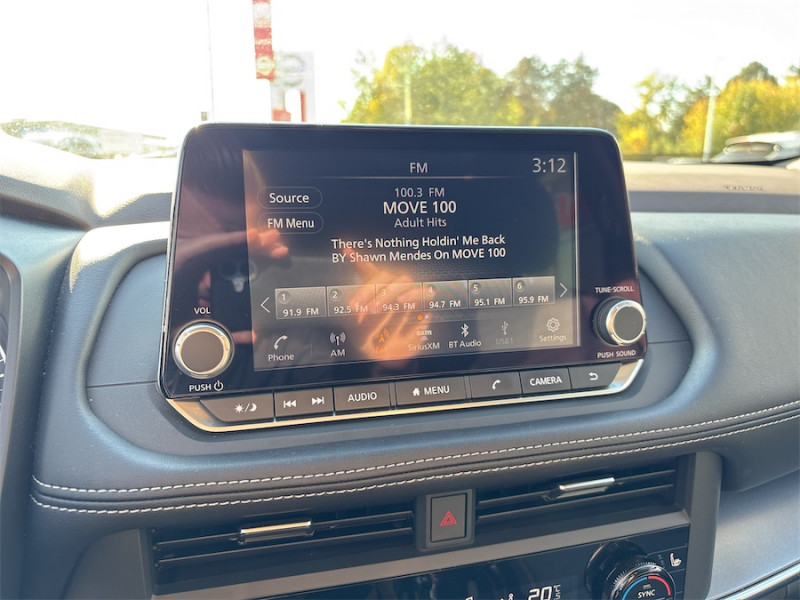 FM
3:12
Source
100.3 FM
MOVE 100
Adult Hits
FM Menu
There's Nothing Holdin' Me Back
BY Shawn Mendes On MOVE 100
1 2 3 4 5 6
91.9 FM 92.5 FM 94.3 FM 94.7 FM 95.1 FM 95.9 FM
Phone AM SiriusXM BT Audio USB1 Settings
VOL
PUSH
TUNE·SCROLL
PUSH SOUND
AUDIO MENU CAMERA
20
SYNC